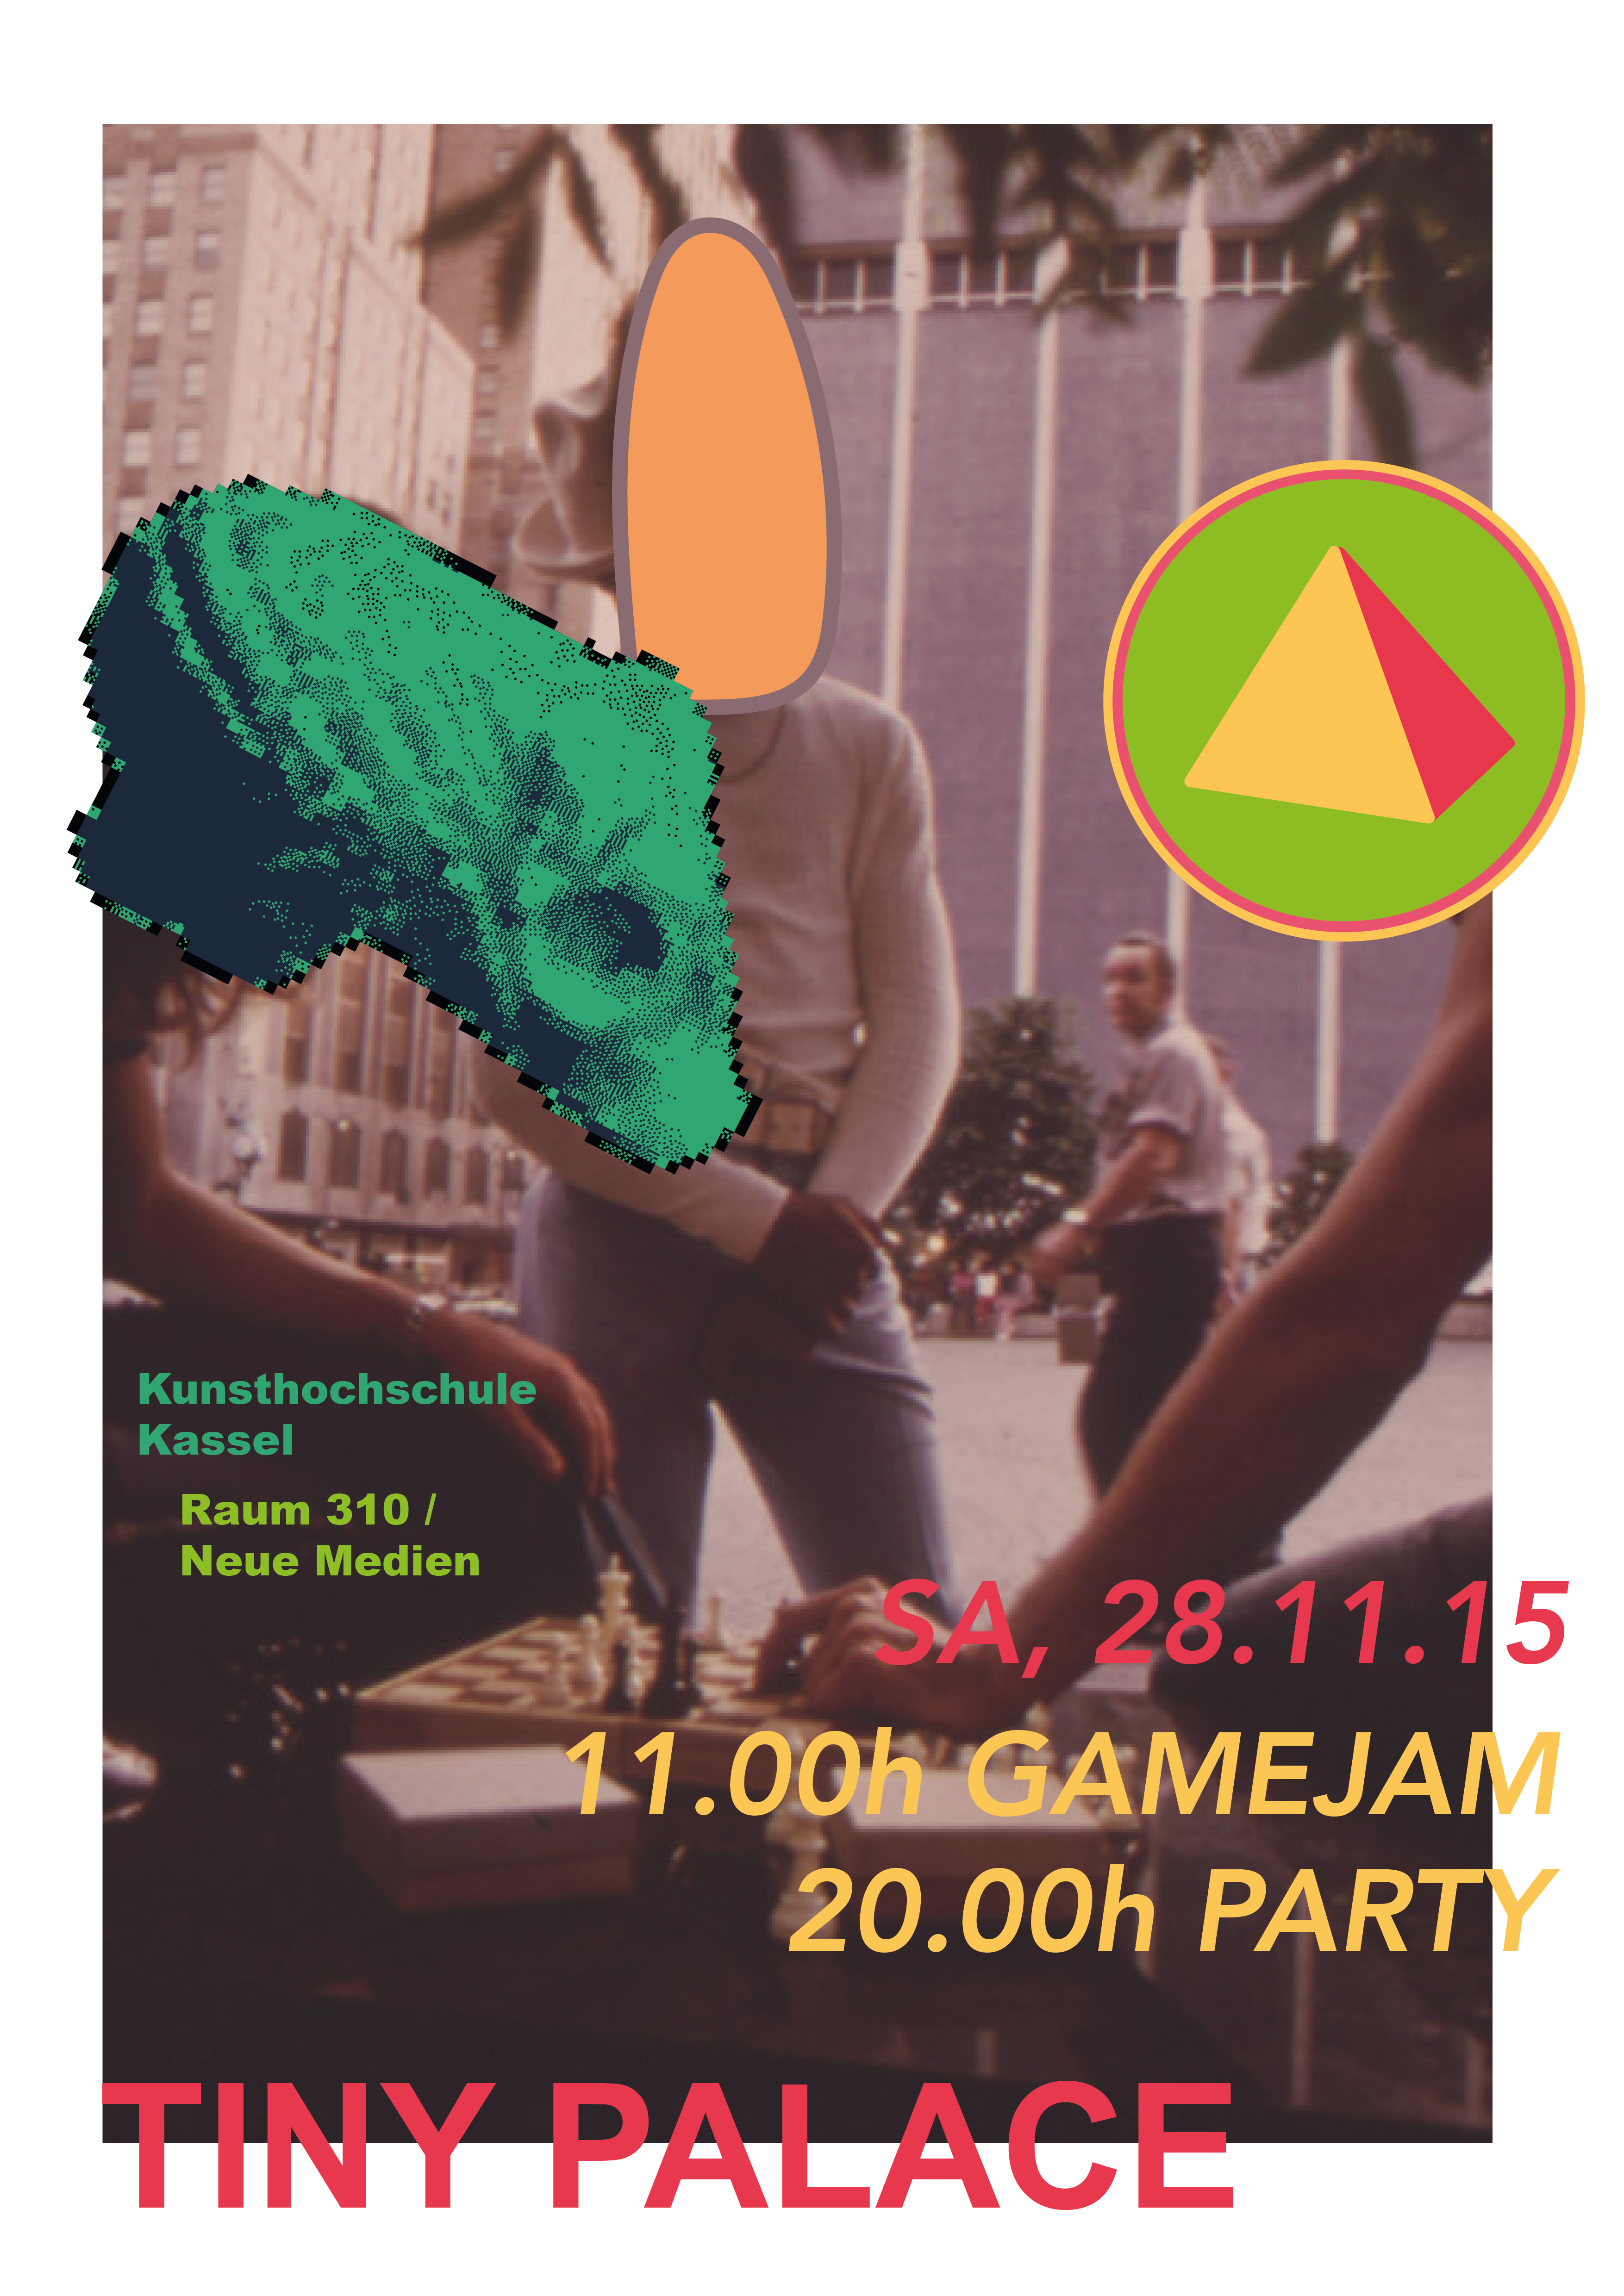 Kunsthochschule
Kassel
Raum 310 /
Neue Medien
SA, 28.11.15
11.00h GAMEJAM
20.00h PARTY
TINY PALACE